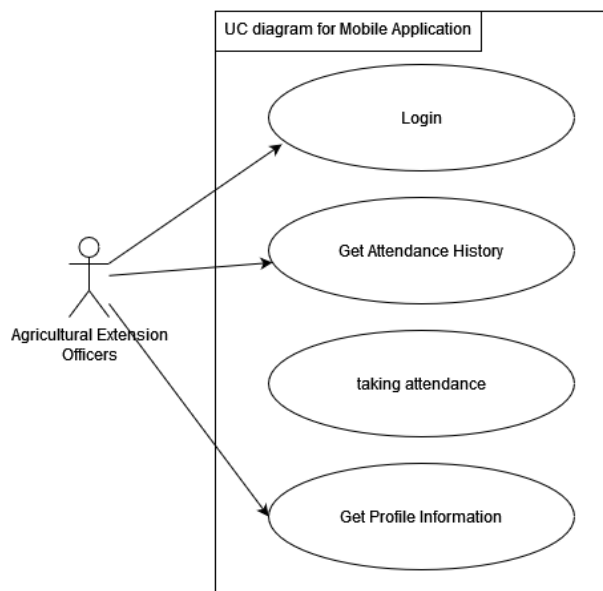 UC diagram for Mobile Application
Login
Get Attendance History
Agricultural Extension
Officers
taking attendance
Get Profile Information